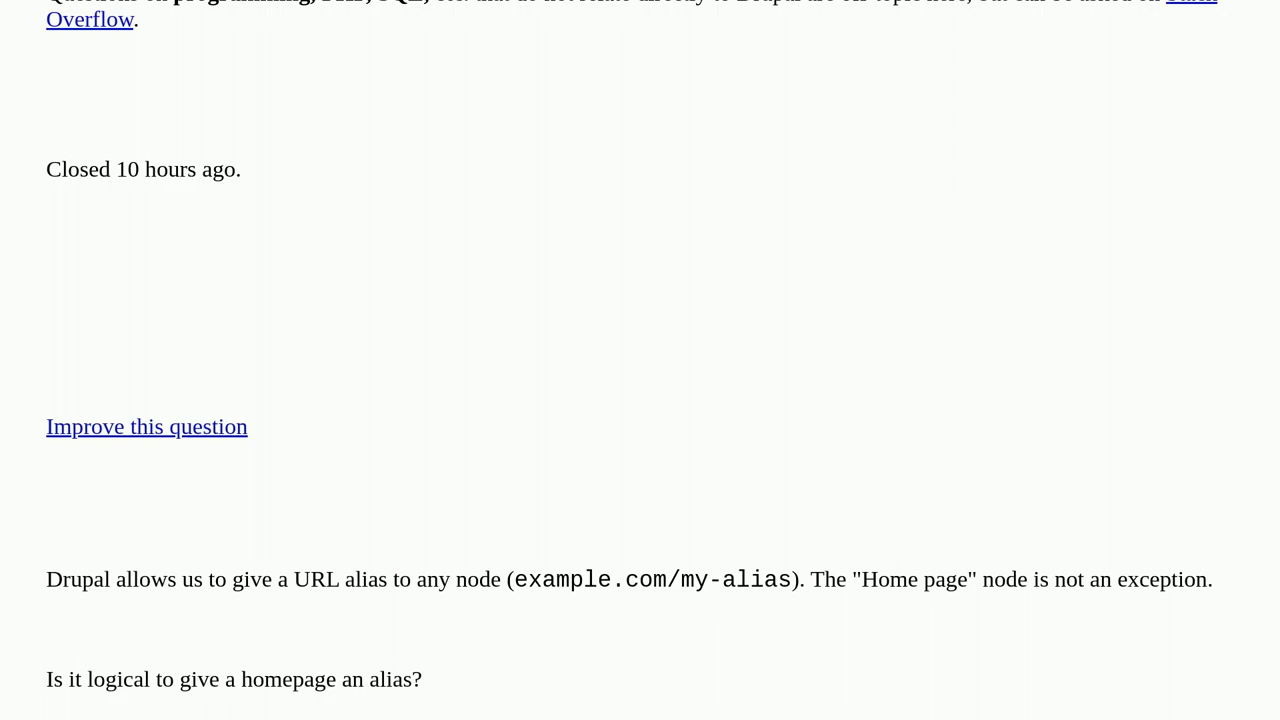 Overflow.
Closed 10 hours ago.
Improve this question
Drupal allows us to give a URL alias to any node (example.com/my-alias). The "Home page" node is not an exception.
Is it logical to give a homepage an alias?